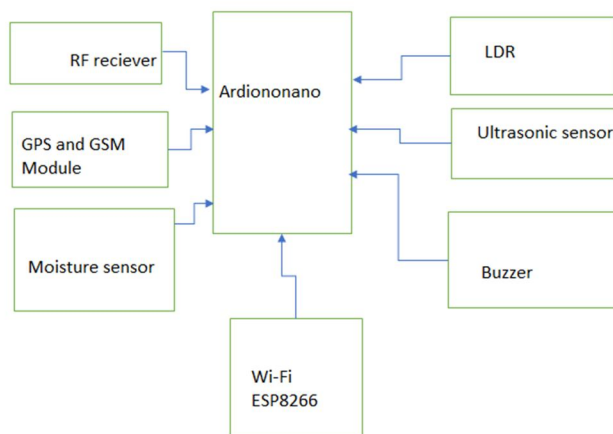 RF reciever
GPS and GSM
Module
Moisture sensor
Ardiononano
LDR
Ultrasonic sensor
Buzzer
Wi-Fi
ESP8266